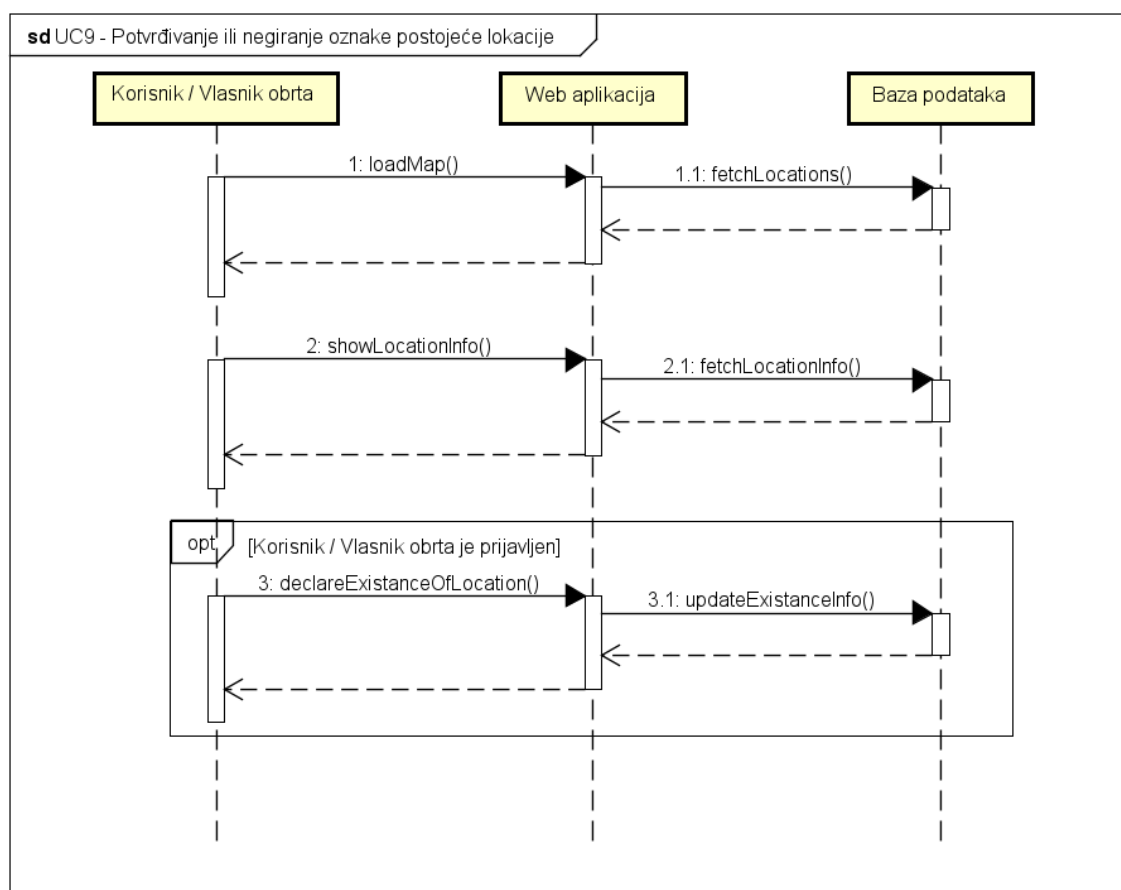 sd UC9 - Potvrđivanje ili negiranje oznake postojeće lokacije
Korisnik / Vlasnik obrta
Web aplikacija
Baza podataka
1: loadMap()
1.1: fetchLocations()
2: showLocationInfo()
2.1: fetchLocationInfo()
opt
[Korisnik / Vlasnik obrta je prijavljen]
3: declareExistanceOfLocation()
3.1: updateExistanceInfo()